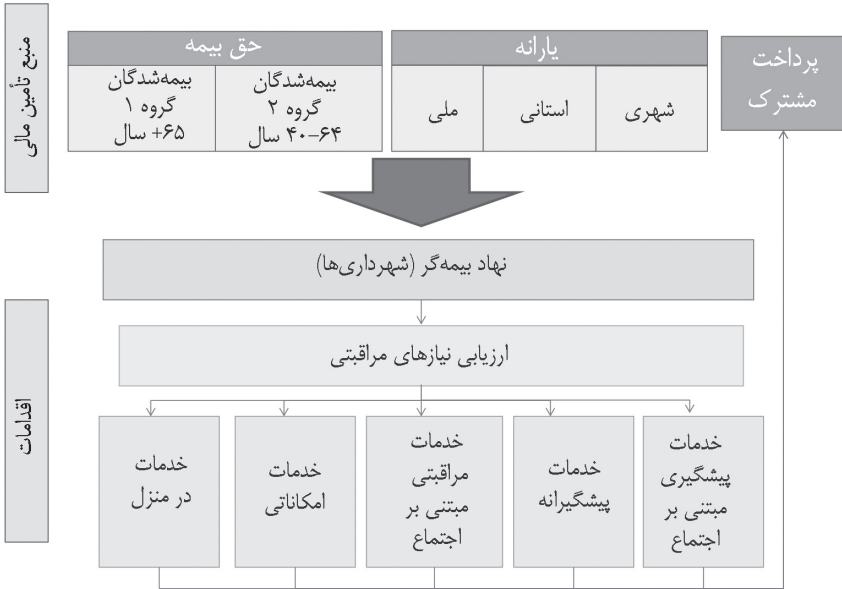 منبع تأمین مالی
پرداخت
مشترک
یارانه
شهری
استانی
ملی
حق بیمه
بیمه‌شدگان
گروه ۲
۴۰-۶۴ سال
بیمه‌شدگان
گروه ۱
۶۵+ سال
نهاد بیمه‌گر (شهرداری‌ها)
اقدامات
ارزیابی نیازهای مراقبتی
خدمات
پیشگیری
مبتنی بر
اجتماع
خدمات
پیشگیرانه
خدمات
مراقبتی
مبتنی بر
اجتماع
خدمات
امکاناتی
خدمات
در منزل